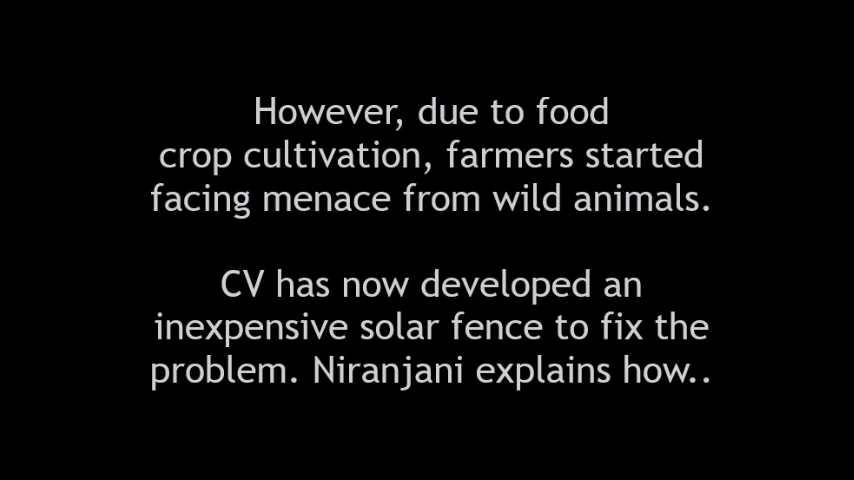 However, due to food
crop cultivation, farmers started
facing menace from wild animals.
CV has now developed an
inexpensive solar fence to fix the
problem. Niranjani explains how..